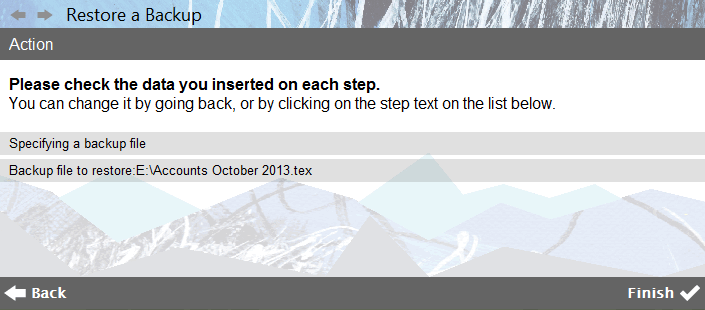 Restore a Backup
Action
Please check the data you inserted on each step.
You can change it by going back, or by clicking on the step text on the list below.
Specifying a backup file
Backup file to restore:E:\Accounts October 2013.tex
Back
Finish